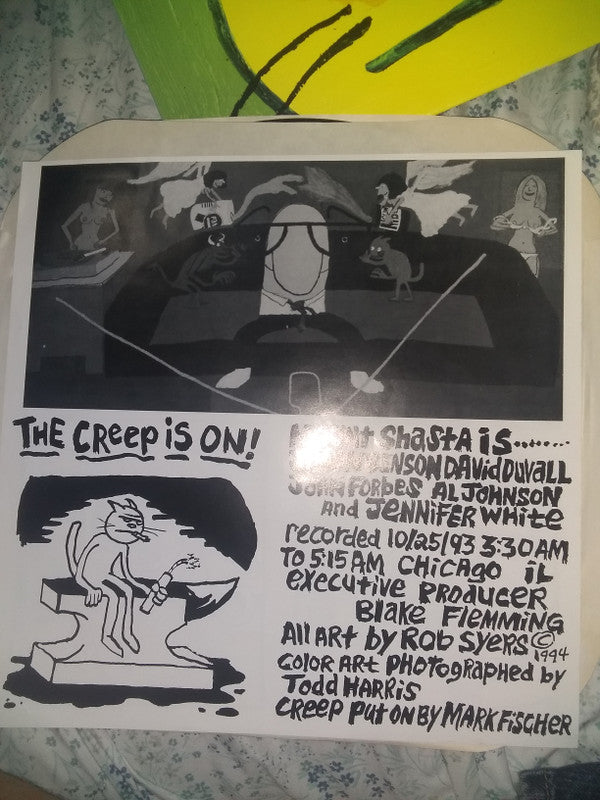 THE CREEP IS ON!
Shasta is.......
DAVID DUVALL
JOHN FORBES AL JOHNSON
AND JENNIFER WHITE
recorded 10/25/93 3:30 AM
TO 5:15 AM CHICAGO IL
executive PRODUCER
BLAKE FLEMMING
All ART by ROB SYERS ©
1994
COLOR ART PHOTOGRAPHED by
TODD HARRIS
CREEP PUT ON BY MARK FISCHER